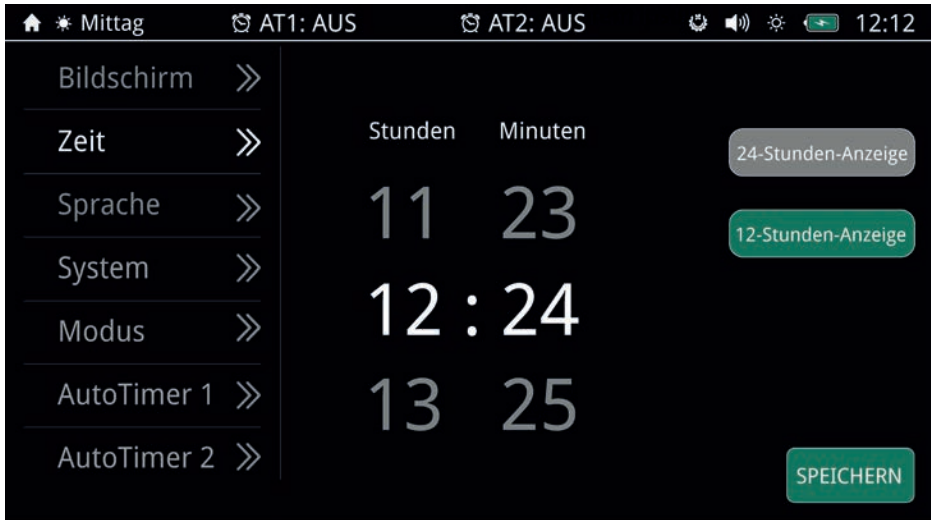 Mittag AT1: AUS AT2: AUS 12:12
Bildschirm
Zeit
Sprache
System
Modus
AutoTimer 1
AutoTimer 2
Stunden Minuten
11 23
12 : 24
13 25
24-Stunden-Anzeige
12-Stunden-Anzeige
SPEICHERN